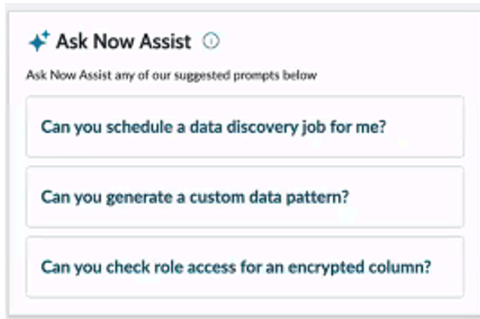 Ask Now Assist
Ask Now Assist any of our suggested prompts below
Can you schedule a data discovery job for me?
Can you generate a custom data pattern?
Can you check role access for an encrypted column?